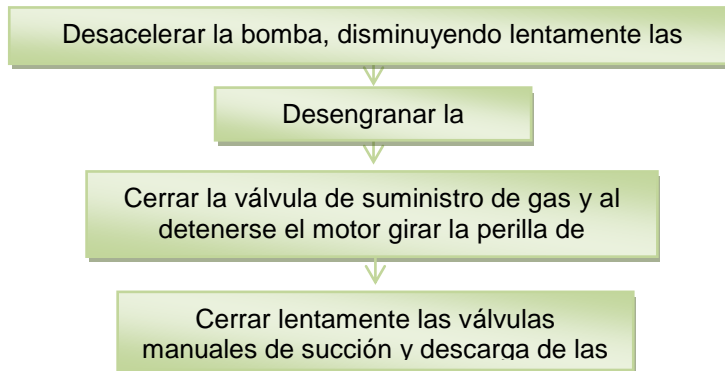 Desacelerar la bomba, disminuyendo lentamente las
Desengranar la
Cerrar la válvula de suministro de gas y al
detenerse el motor girar la perilla de
Cerrar lentamente las válvulas
manuales de succión y descarga de las